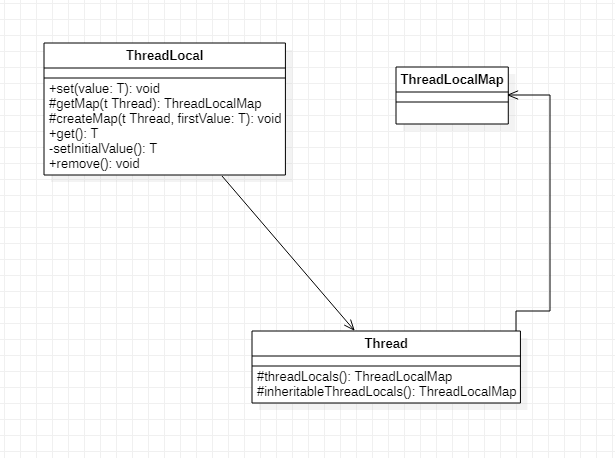 ThreadLocal
+set(value: T): void
#getMap(t Thread): ThreadLocalMap
#createMap(t Thread, firstValue: T): void
+get(): T
-setInitialValue(): T
+remove(): void
ThreadLocalMap
Thread
#threadLocals(): ThreadLocalMap
#inheritableThreadLocals(): ThreadLocalMap